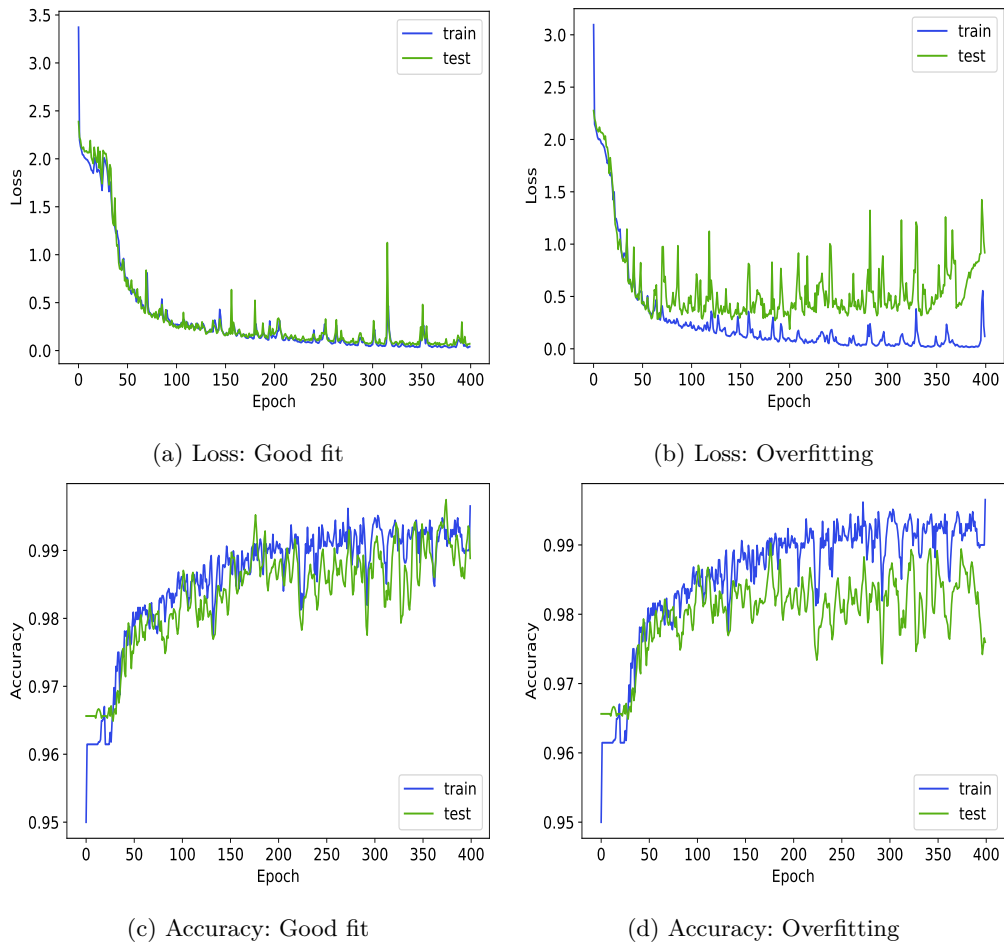 3.5
3.0
2.5
2.0
1.5
1.0
0.5
0.0
Loss
0 50 100 150 200 250 300 350 400
Epoch
train
test
(a) Loss: Good fit
3.0
2.5
2.0
1.5
1.0
0.5
0.0
Loss
0 50 100 150 200 250 300 350 400
Epoch
train
test
(b) Loss: Overfitting
0.99
0.98
0.97
0.96
0.95
Accuracy
0 50 100 150 200 250 300 350 400
Epoch
train
test
(c) Accuracy: Good fit
0.99
0.98
0.97
0.96
0.95
Accuracy
0 50 100 150 200 250 300 350 400
Epoch
train
test
(d) Accuracy: Overfitting